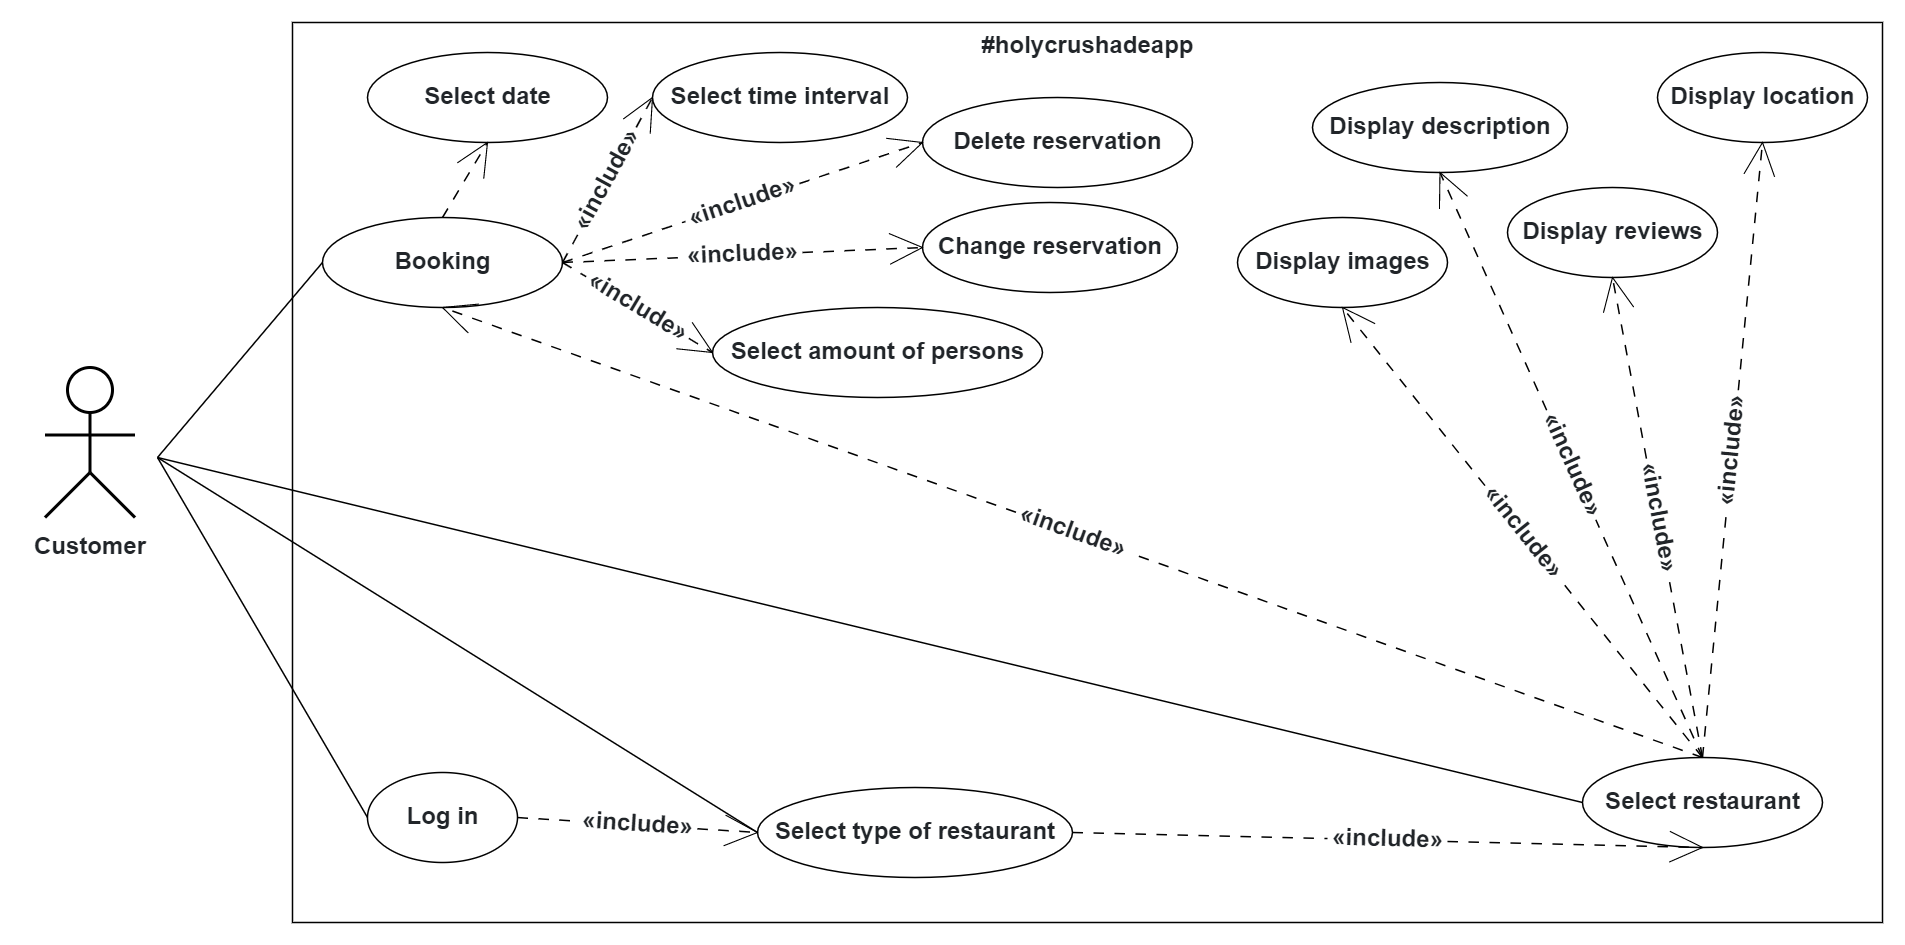 #holycrushadeapp
Select date
Select time interval
Display location
Display description
Delete reservation
«include»
«include»
Display reviews
Change reservation
Booking
Display images
«include»
«include»
Select amount of persons
«include»
«include»
«include»
«include»
«include»
Customer
Select restaurant
Log in
«include»
Select type of restaurant
«include»